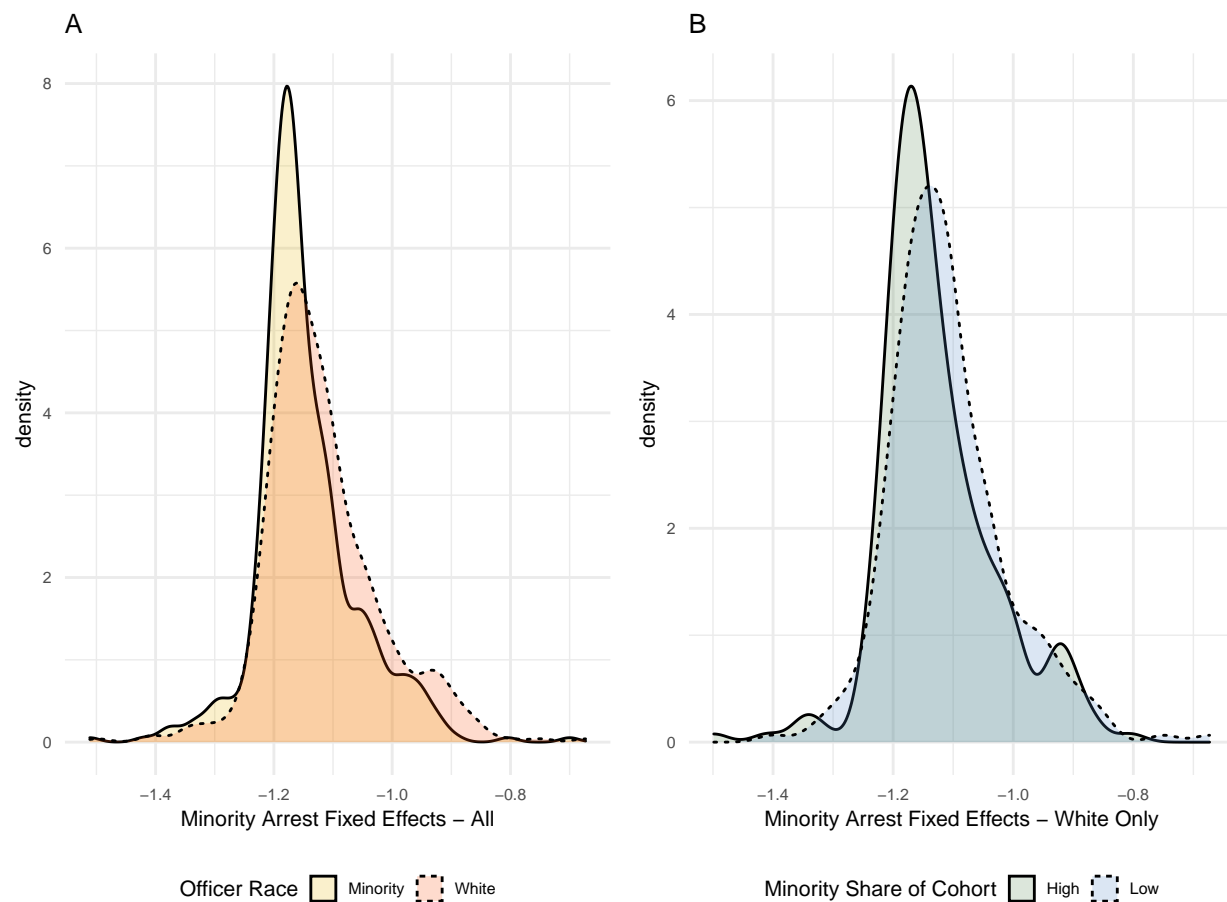 A
B
density
8
6
4
2
0
−1.4 −1.2 −1.0 −0.8
Minority Arrest Fixed Effects − All
Officer Race Minority White
density
6
4
2
0
−1.4 −1.2 −1.0 −0.8
Minority Arrest Fixed Effects − White Only
Minority Share of Cohort High Low